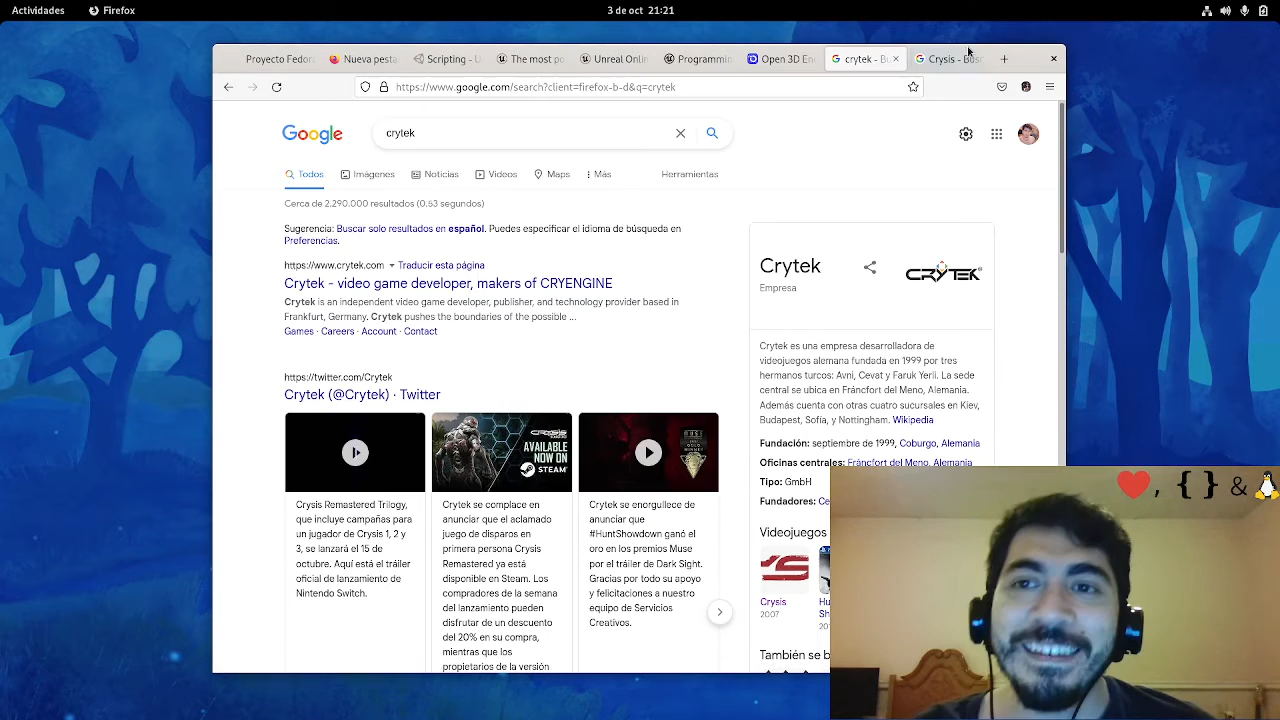 Actividades
Firefox
3 de oct 21:21
Proyecto Fedora
Nueva pesta
Scripting - U
The most po
Unreal Onlin
Programmin
Open 3D En
crytek - Bu
Crysis - Bus
https://www.google.com/search?client=firefox-b-d&q=crytek
Google
crytek
Todos
Imágenes
Noticias
Videos
Maps
Más
Herramientas
Cerca de 2.290.000 resultados (0.53 segundos)
Sugerencia: Buscar solo resultados en español. Puedes especificar el idioma de búsqueda en
Preferencias.
https://www.crytek.com
Traducir esta página
Crytek - video game developer, makers of CRYENGINE
Crytek is an independent video game developer, publisher, and technology provider based in
Frankfurt, Germany. Crytek pushes the boundaries of the possible ...
Games · Careers · Account · Contact
https://twitter.com/Crytek
Crytek (@Crytek) · Twitter
AVAILABLE
NOW ON
STEAM
Crysis Remastered Trilogy,
que incluye campañas para
un jugador de Crysis 1, 2 y
3, se lanzará el 15 de
octubre. Aquí está el tráiler
oficial de lanzamiento de
Nintendo Switch.
Crytek se complace en
anunciar que el aclamado
juego de disparos en
primera persona Crysis
Remastered ya está
disponible en Steam. Los
compradores de la semana
del lanzamiento pueden
disfrutar de un descuento
del 20% en su compra,
mientras que los
propietarios de la versión
Crytek se enorgullece de
anunciar que
#HuntShowdown ganó el
oro en los premios Muse
por el tráiler de Dark Sight.
Gracias por todo su apoyo
y felicitaciones a nuestro
equipo de Servicios
Creativos.
Crytek
Empresa
CRYTEK
Crytek es una empresa desarrolladora de
videojuegos alemana fundada en 1999 por tres
hermanos turcos: Avni, Cevat y Faruk Yerli. La sede
central se ubica en Fráncfort del Meno, Alemania.
Además cuenta con otras cuatro sucursales en Kiev,
Budapest, Sofía, y Nottingham. Wikipedia
Fundación: septiembre de 1999, Coburgo, Alemania
Oficinas centrales: Fráncfort del Meno, Alemania
Tipo: GmbH
Fundadores: Ce
Videojuegos
Crysis
2007
Hu
Sh
201
También se b
, { } &